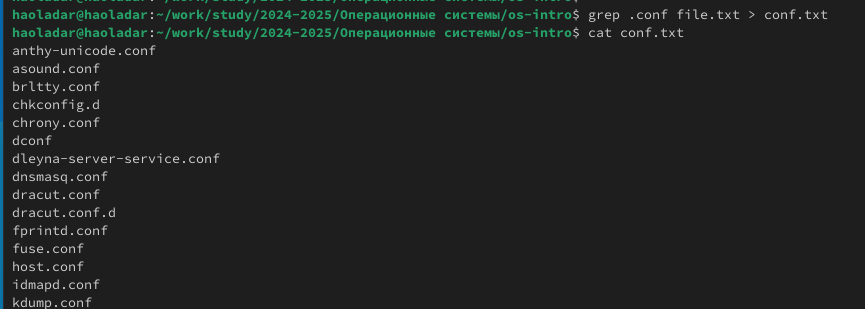 haoladar@haoladar:~/work/study/2024-2025/Операционные системы/os-intro$ grep .conf file.txt > conf.txt
haoladar@haoladar:~/work/study/2024-2025/Операционные системы/os-intro$ cat conf.txt
anthy-unicode.conf
asound.conf
brltty.conf
chkconfig.d
chrony.conf
dconf
dleyna-server-service.conf
dnsmasq.conf
dracut.conf
dracut.conf.d
fprintd.conf
fuse.conf
host.conf
idmapd.conf
kdump.conf